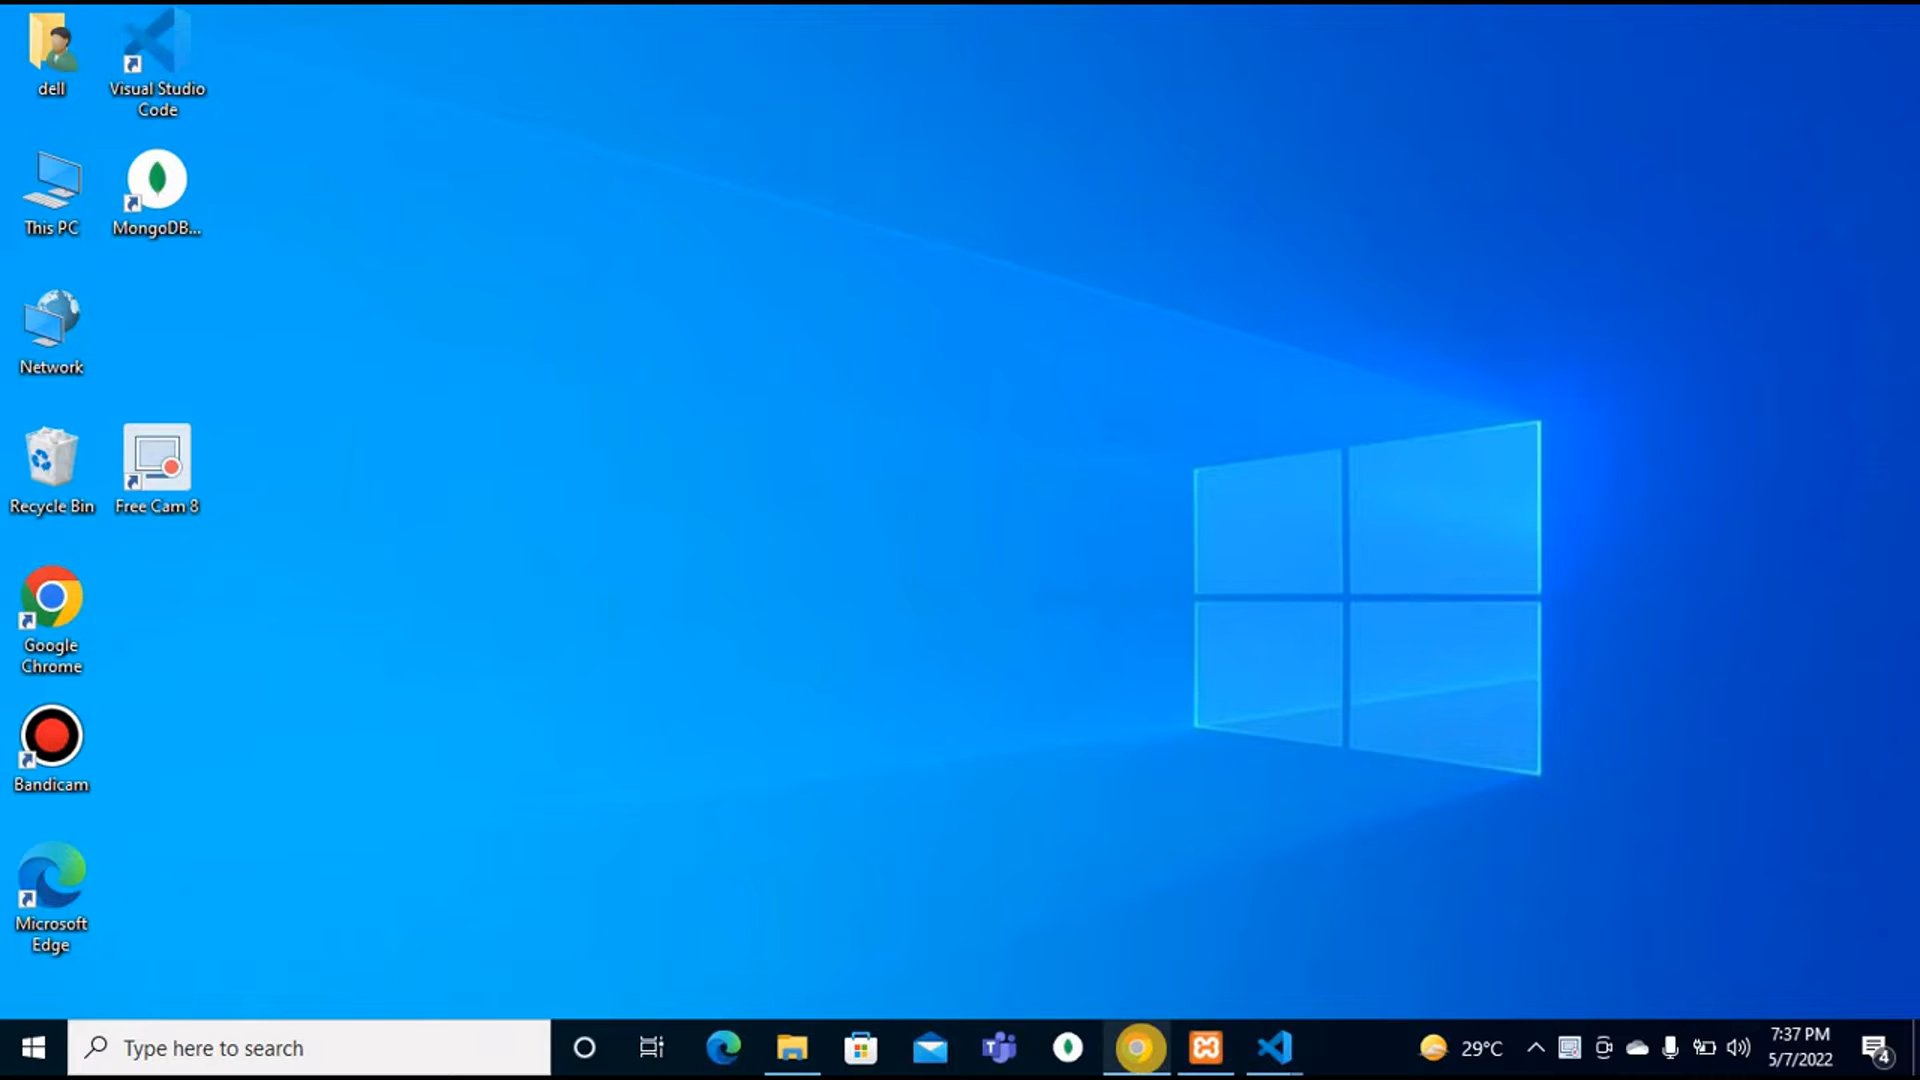 dell
Visual Studio
Code
This PC
MongoDB...
Network
Recycle Bin
Free Cam 8
Google
Chrome
Bandicam
Microsoft
Edge
Type here to search
29°C
7:37 PM
5/7/2022
4